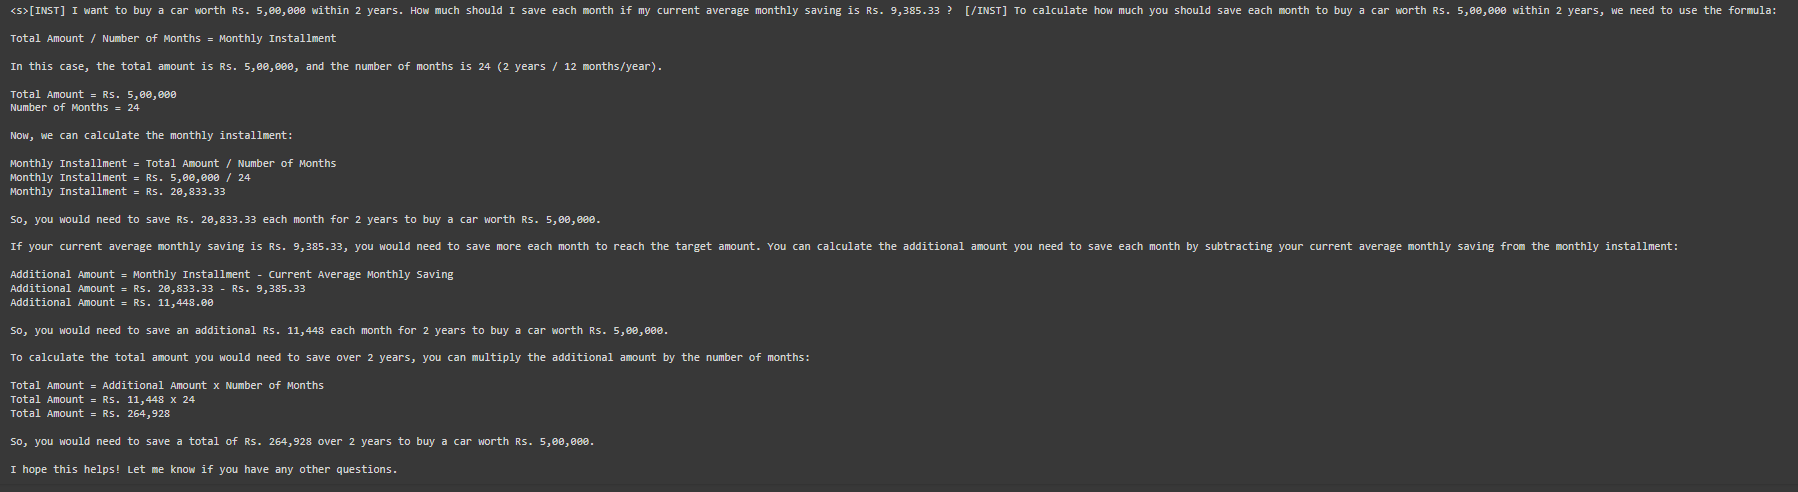 <s>[INST] I want to buy a car worth Rs. 5,00,000 within 2 years. How much should I save each month if my current average monthly saving is Rs. 9,385.33 ?  [/INST] To calculate how much you should save each month to buy a car worth Rs. 5,00,000 within 2 years, we need to use the formula:
Total Amount / Number of Months = Monthly Installment
In this case, the total amount is Rs. 5,00,000, and the number of months is 24 (2 years / 12 months/year).
Total Amount = Rs. 5,00,000
Number of Months = 24
Now, we can calculate the monthly installment:
Monthly Installment = Total Amount / Number of Months
Monthly Installment = Rs. 5,00,000 / 24
Monthly Installment = Rs. 20,833.33
So, you would need to save Rs. 20,833.33 each month for 2 years to buy a car worth Rs. 5,00,000.
If your current average monthly saving is Rs. 9,385.33, you would need to save more each month to reach the target amount. You can calculate the additional amount you need to save each month by subtracting your current average monthly saving from the monthly installment:
Additional Amount = Monthly Installment - Current Average Monthly Saving
Additional Amount = Rs. 20,833.33 - Rs. 9,385.33
Additional Amount = Rs. 11,448.00
So, you would need to save an additional Rs. 11,448 each month for 2 years to buy a car worth Rs. 5,00,000.
To calculate the total amount you would need to save over 2 years, you can multiply the additional amount by the number of months:
Total Amount = Additional Amount x Number of Months
Total Amount = Rs. 11,448 x 24
Total Amount = Rs. 264,928
So, you would need to save a total of Rs. 264,928 over 2 years to buy a car worth Rs. 5,00,000.
I hope this helps! Let me know if you have any other questions.